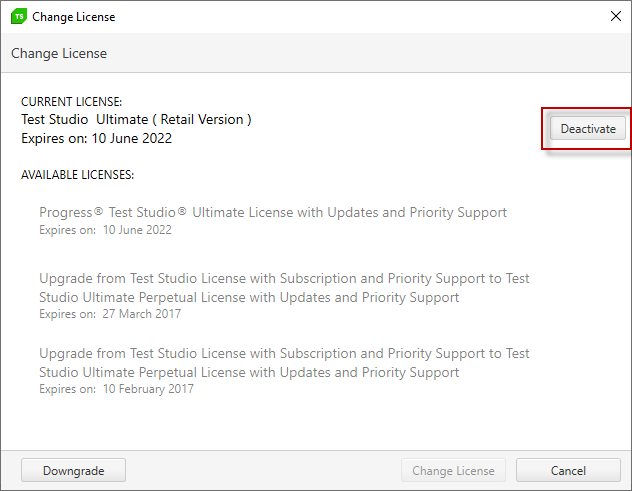 TS Change License
Change License
CURRENT LICENSE:
Test Studio Ultimate ( Retail Version )
Expires on: 10 June 2022
Deactivate
AVAILABLE LICENSES:
Progress® Test Studio® Ultimate License with Updates and Priority Support
Expires on: 10 June 2022
Upgrade from Test Studio License with Subscription and Priority Support to Test
Studio Ultimate Perpetual License with Updates and Priority Support
Expires on: 27 March 2017
Upgrade from Test Studio License with Subscription and Priority Support to Test
Studio Ultimate Perpetual License with Updates and Priority Support
Expires on: 10 February 2017
Downgrade
Change License
Cancel